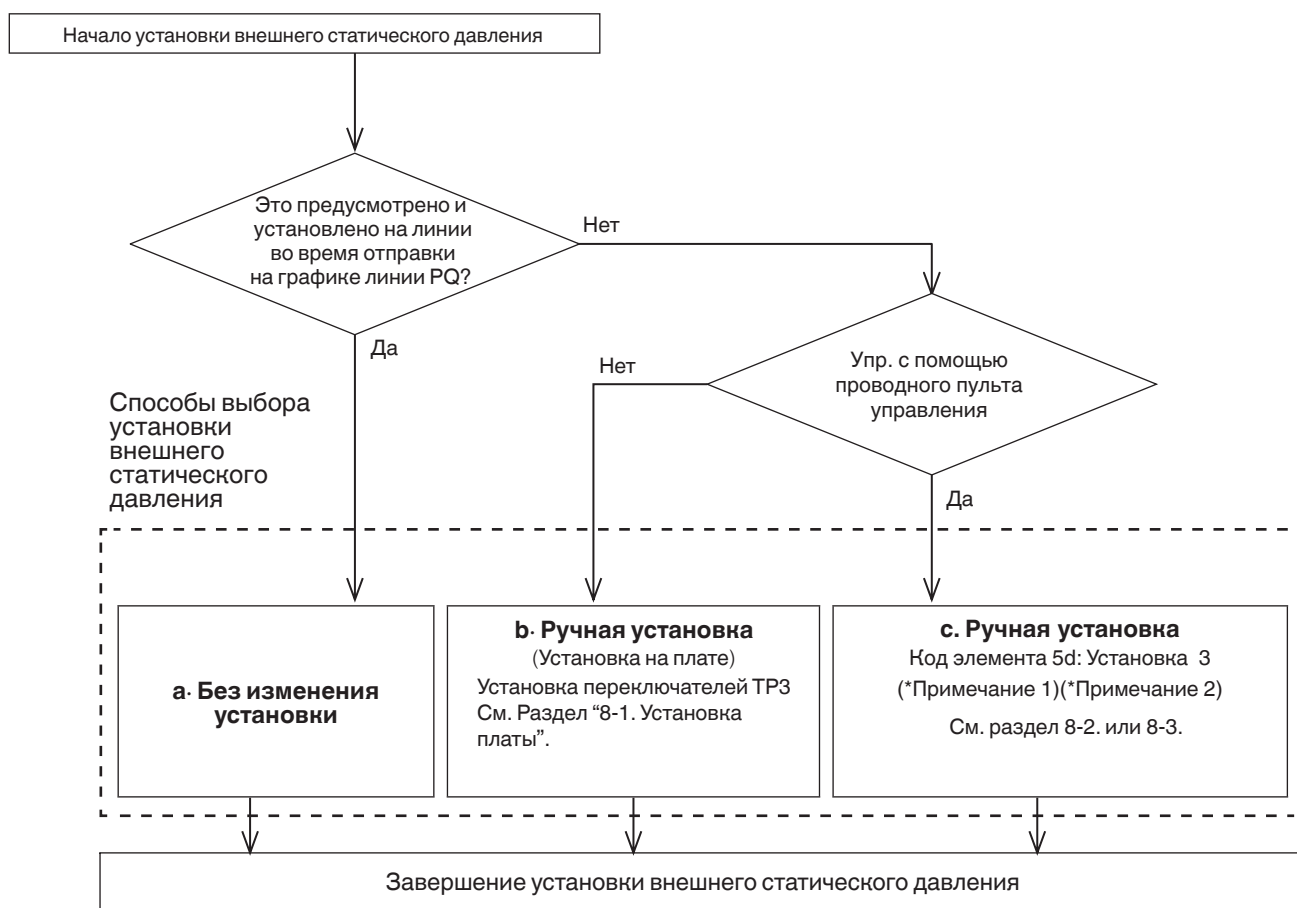 Начало установки внешнего статического давления
Это предусмотрено и
установлено на линии
во время отправки
на графике линии PQ?
Нет
Да
Упр. с помощью
проводного пульта
управления
Нет
Да
Способы выбора
установки
внешнего
статического
давления
a· Без изменения
установки
b· Ручная установка
(Установка на плате)
Установка переключателей TP3
См. Раздел “8-1. Установка
платы”.
c. Ручная установка
Код элемента 5d: Установка 3
(*Примечание 1)(*Примечание 2)
См. раздел 8-2. или 8-3.
Завершение установки внешнего статического давления